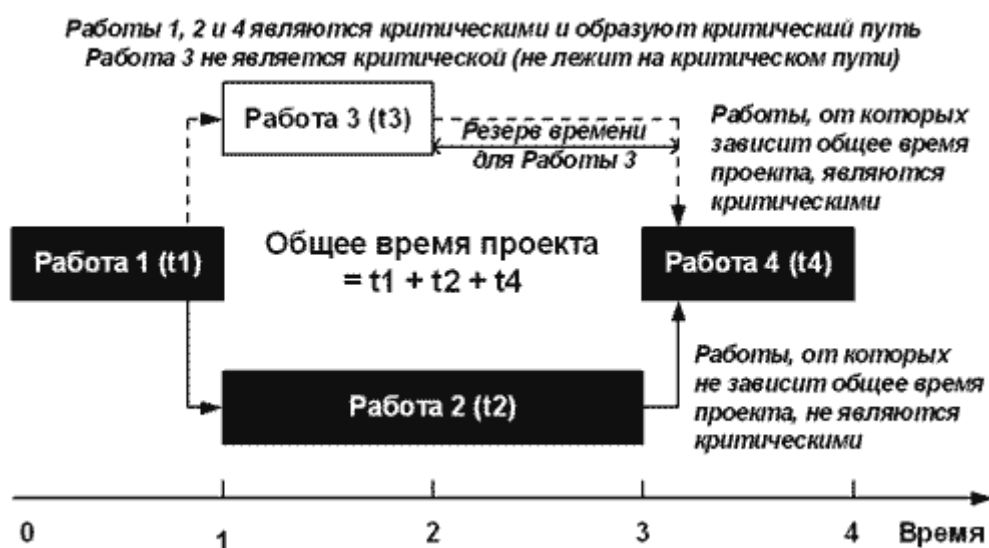 Работы 1, 2 и 4 являются критическими и образуют критический путь
Работа 3 не является критической (не лежит на критическом пути)
Работа 3 (t3)
Резерв времени
для Работы 3
Работы, от которых
зависит общее время
проекта, являются
критическими
Работа 1 (t1)
Общее время проекта
= t1 + t2 + t4
Работа 4 (t4)
Работа 2 (t2)
Работы, от которых
не зависит общее время
проекта, не являются
критическими
0 1 2 3 4 Время